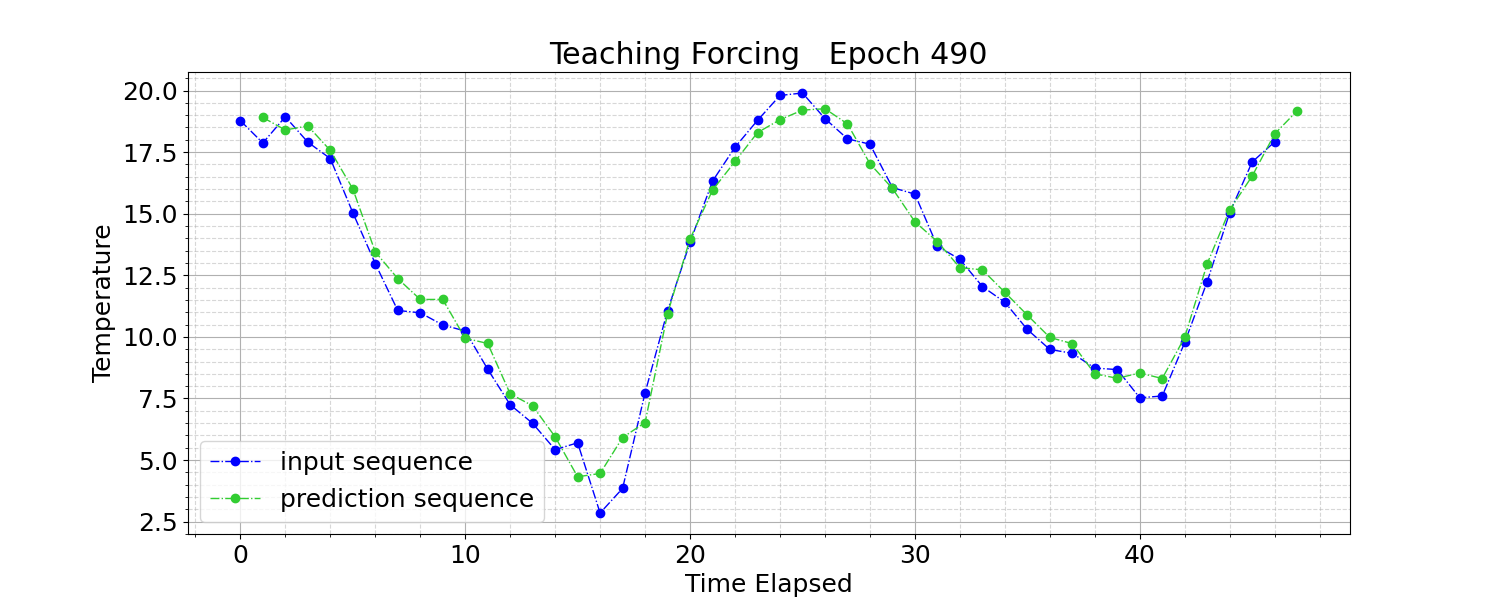 Teaching Forcing   Epoch 490
20.0
17.5
15.0
12.5
10.0
7.5
5.0
2.5
Temperature
input sequence
prediction sequence
0 10 20 30 40
Time Elapsed